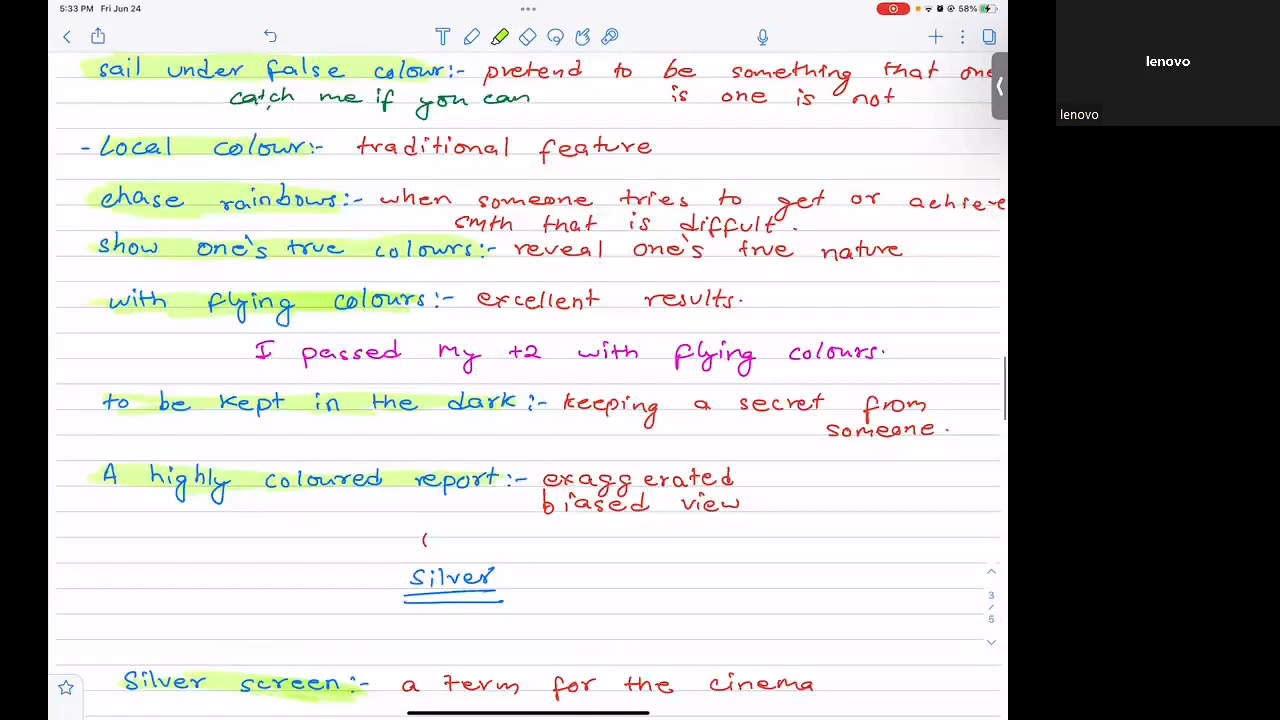 5:33 PM Fri Jun 24
58%
lenovo
lenovo
sail under false colour:- pretend to be something that one
catch me if you can is one is not
- Local colour:- traditional feature
chase rainbows:- when someone tries to get or achieve
smth that is diffult.
show one's true colours:- reveal one's true nature
with flying colours:- excellent results.
I passed my +2 with flying colours.
to be kept in the dark:- keeping a secret from
someone.
A highly coloured report:- exaggerated
biased view
(
Silver
3
/
5
Silver screen:- a term for the cinema